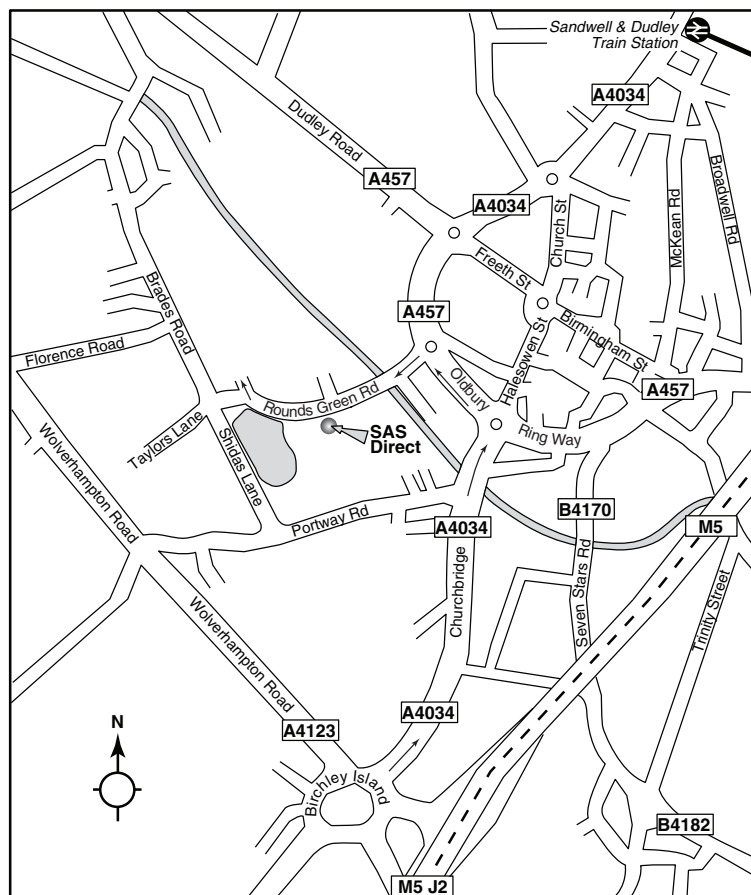 Sandwell & Dudley
Train Station
A4034
Dudley Road
A457
A4034
Church St
McKean Rd
Broadwell Rd
Freeth St
Brades Road
A457
Halesowen St
Birmingham St
Florence Road
Oldbury
A457
Rounds Green Rd
Taylors Lane
SAS
Direct
Ring Way
Shidas Lane
Wolverhampton Road
B4170
Portway Rd
A4034
M5
Churchbridge
Seven Stars Rd
Trinity Street
Wolverhampton Road
N
A4034
A4123
Birchley Island
B4182
M5 J2